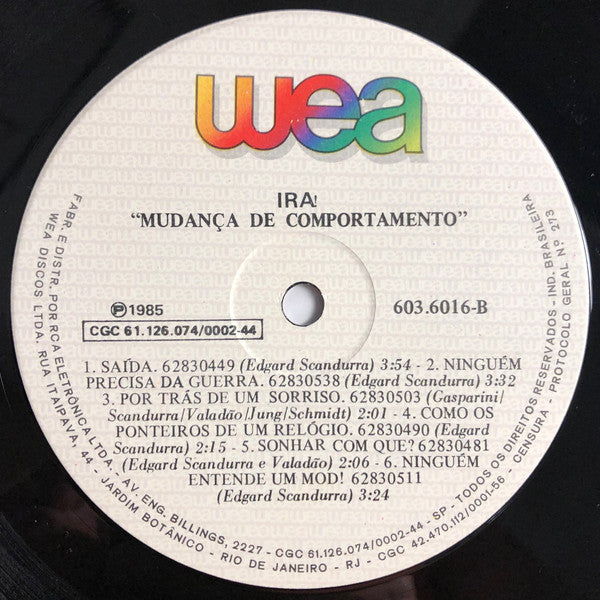 wea
IRA!
"MUDANÇA DE COMPORTAMENTO"
Ⓟ1985
CGC 61.126.074/0002-44
603.6016-B
1. SAÍDA. 62830449 (Edgard Scandurra) 3:54 - 2. NINGUÉM
PRECISA DA GUERRA. 62830538 (Edgard Scandurra) 3:32
3. POR TRÁS DE UM SORRISO. 62830503 (Gasparini/
Scandurra/Valadão/Jung/Schmidt) 2:01 - 4. COMO OS
PONTEIROS DE UM RELÓGIO. 62830490 (Edgard
Scandurra) 2:15 - 5. SONHAR COM QUE? 62830481
(Edgard Scandurra e Valadão) 2:06 - 6. NINGUÉM
ENTENDE UM MOD! 62830511
(Edgard Scandurra) 3:24
FABR. E DISTR. POR RCA ELETRÔNICA LTDA. - AV. ENG. BILLINGS, 2227 - CGC 61.126.074/0002-44 - SP - TODOS OS DIREITOS RESERVADOS - IND. BRASILEIRA
WEA DISCOS LTDA. RUA ITAIPAVA, 44 - JARDIM BOTÂNICO - RIO DE JANEIRO - RJ - CGC 42.470.112/0001-56 - CENSURA - PROTOCOLO GERAL Nº 273